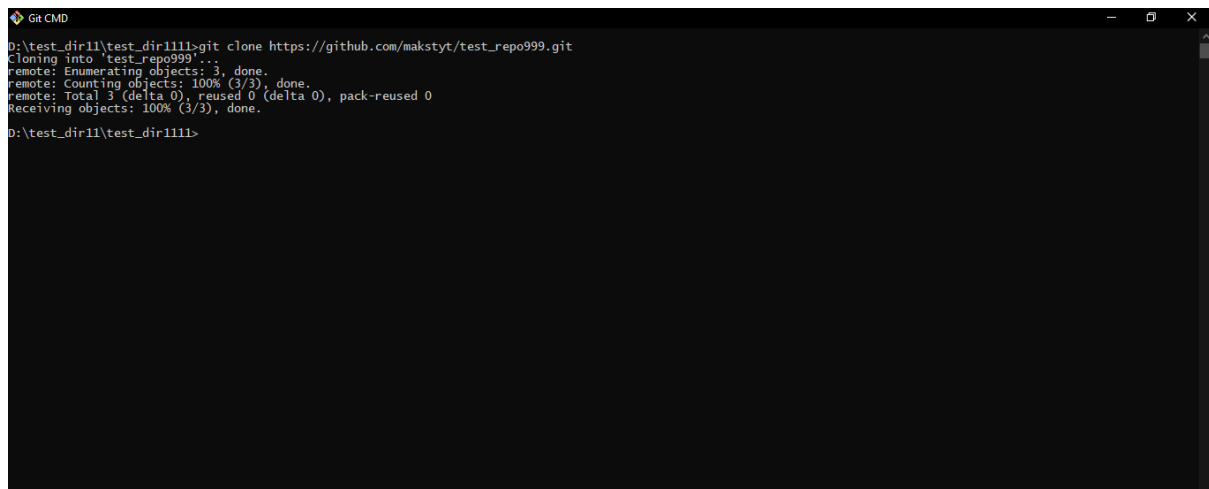 Git CMD
D:\test_dir11\test_dir1111>git clone https://github.com/makstyt/test_repo999.git
Cloning into 'test_repo999'...
remote: Enumerating objects: 3, done.
remote: Counting objects: 100% (3/3), done.
remote: Total 3 (delta 0), reused 0 (delta 0), pack-reused 0
Receiving objects: 100% (3/3), done.
D:\test_dir11\test_dir1111>